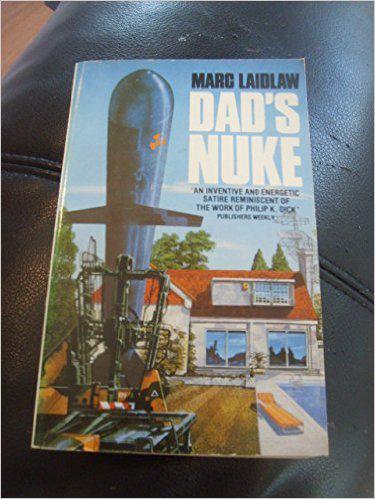 MARC LAIDLAW
DAD'S
NUKE
'AN INVENTIVE AND ENERGETIC
SATIRE REMINISCENT OF
THE WORK OF PHILIP K. DICK'
PUBLISHERS WEEKLY